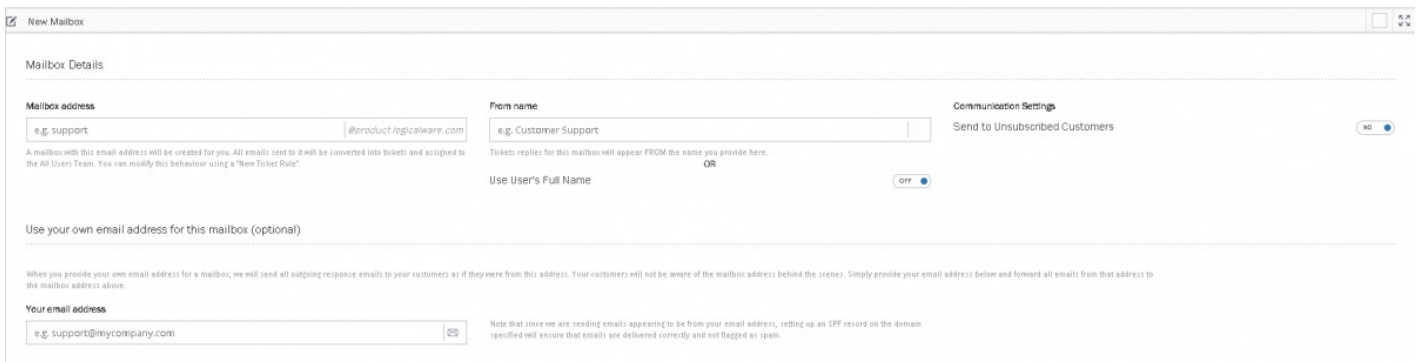 New Mailbox
Mailbox Details
Mailbox address
e.g. support
@product.logicalware.com
A mailbox with this email address will be created for you. All emails sent to it will be converted into tickets and assigned to
the All Users Team. You can modify this behaviour using a "New Ticket Rule".
From name
e.g. Customer Support
Tickets replies for this mailbox will appear FROM the name you provide here.
OR
Use User's Full Name
OFF
Communication Settings
Send to Unsubscribed Customers
NO
Use your own email address for this mailbox (optional)
When you provide your own email address for a mailbox, we will send all outgoing response emails to your customers as if they were from this address. Your customers will not be aware of the mailbox address behind the scenes. Simply provide your email address below and forward all emails from that address to
the mailbox address above.
Your email address
e.g. support@mycompany.com
Note that since we are sending emails appearing to be from your email address, setting up an SPF record on the domain
specified will ensure that emails are delivered correctly and not flagged as spam.